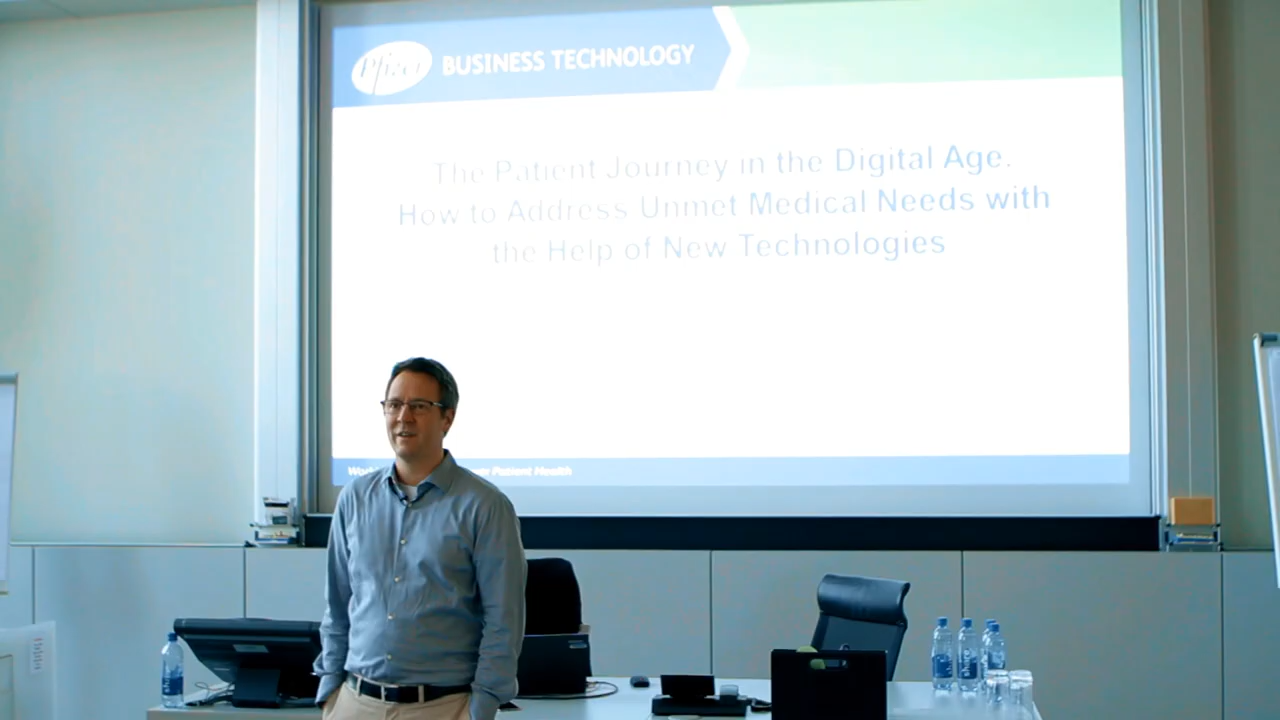 Pfizer BUSINESS TECHNOLOGY
The Patient Journey in the Digital Age.
How to Address Unmet Medical Needs with
the Help of New Technologies
Patient Health